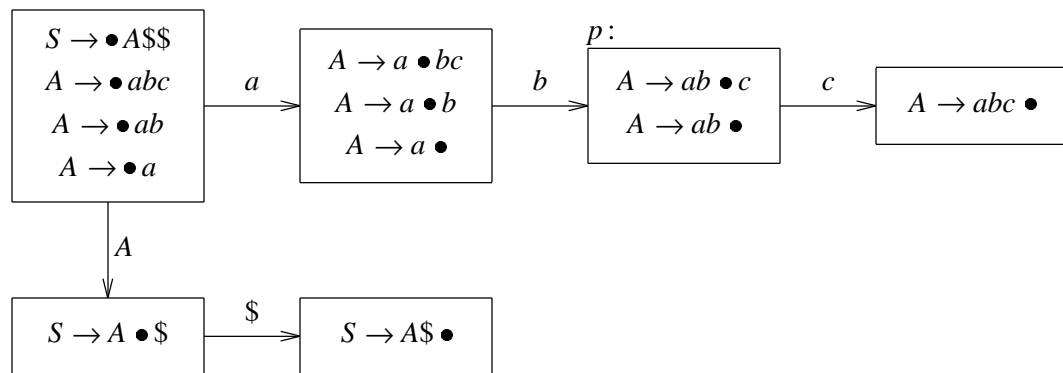 S → ● A$$
A → ● abc
A → ● ab
A → ● a
a
A → a ● bc
A → a ● b
A → a ●
b
p :
A → ab ● c
A → ab ●
c
A → abc ●
A
S → A ● $
$
S → A$ ●